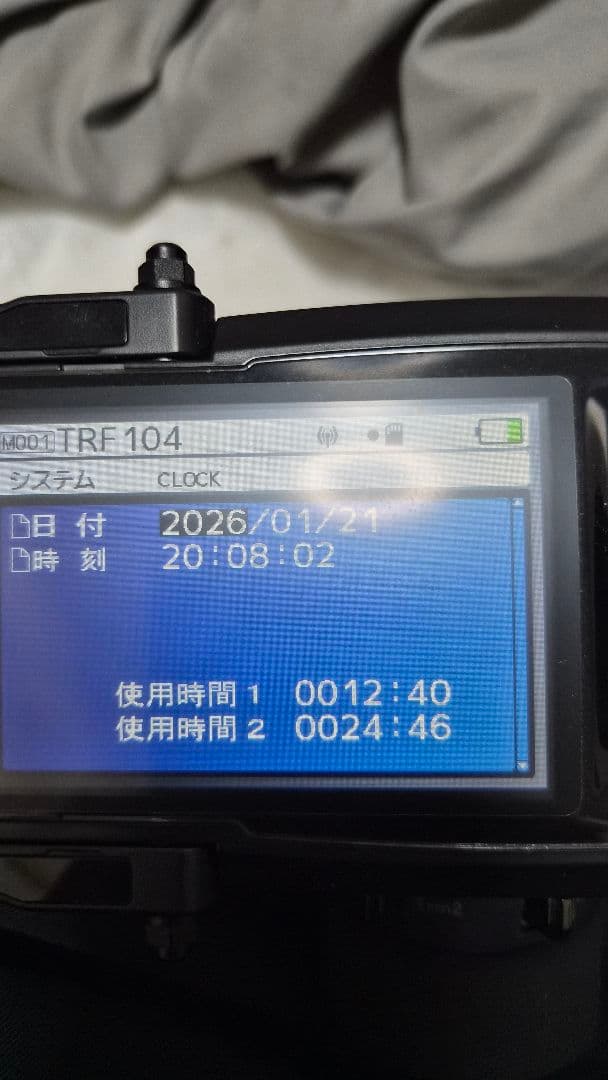 M001 TRF104
システム CLOCK
日付 2026/01/21
時刻 20:08:02
使用時間1 0012:40
使用時間2 0024:46